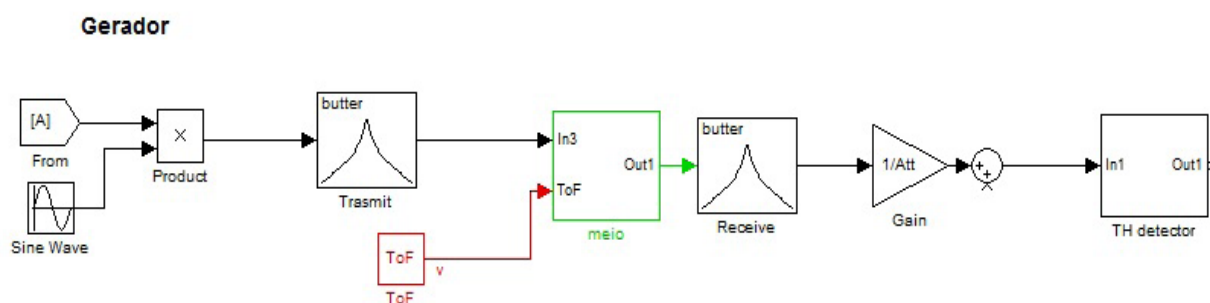 Gerador
[A]
From
Sine Wave
×
Product
butter
Trasmit
In3
ToF
Out1
meio
ToF
v
ToF
butter
Receive
1/Att
Gain
+
+
×
In1
Out1
TH detector